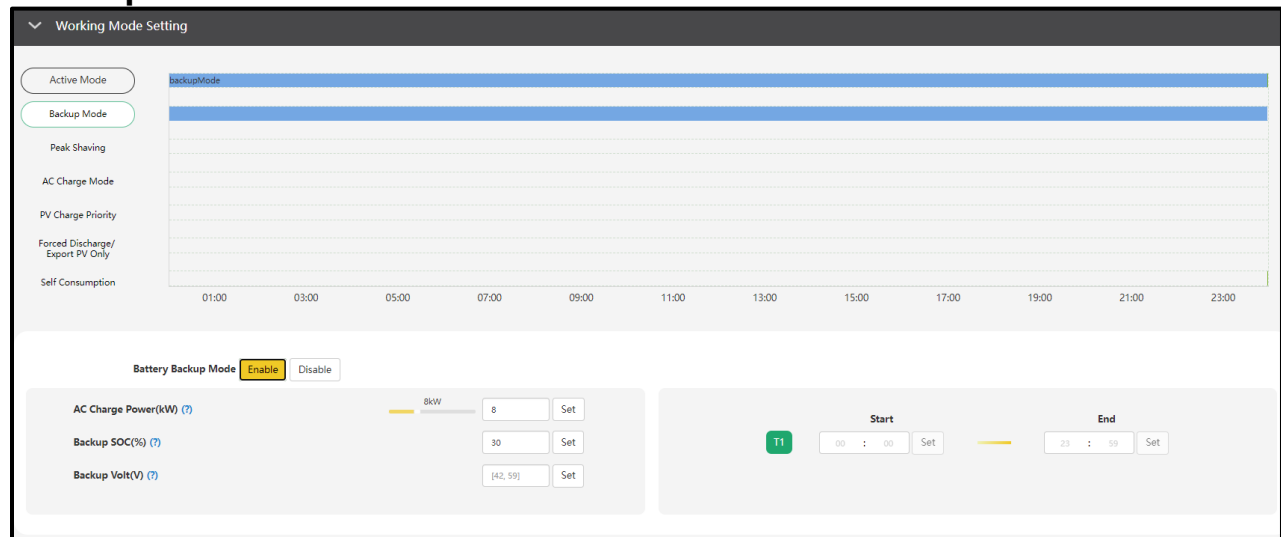 Working Mode Setting
Active Mode
backupMode
Backup Mode
Peak Shaving
AC Charge Mode
PV Charge Priority
Forced Discharge/
Export PV Only
Self Consumption
01:00 03:00 05:00 07:00 09:00 11:00 13:00 15:00 17:00 19:00 21:00 23:00
Battery Backup Mode Enable Disable
AC Charge Power(kW) (?) 8kW 8 Set
Backup SOC(%) (?) 30 Set
Backup Volt(V) (?) [42, 59] Set
Start End
T1 00 : 00 Set 23 : 59 Set